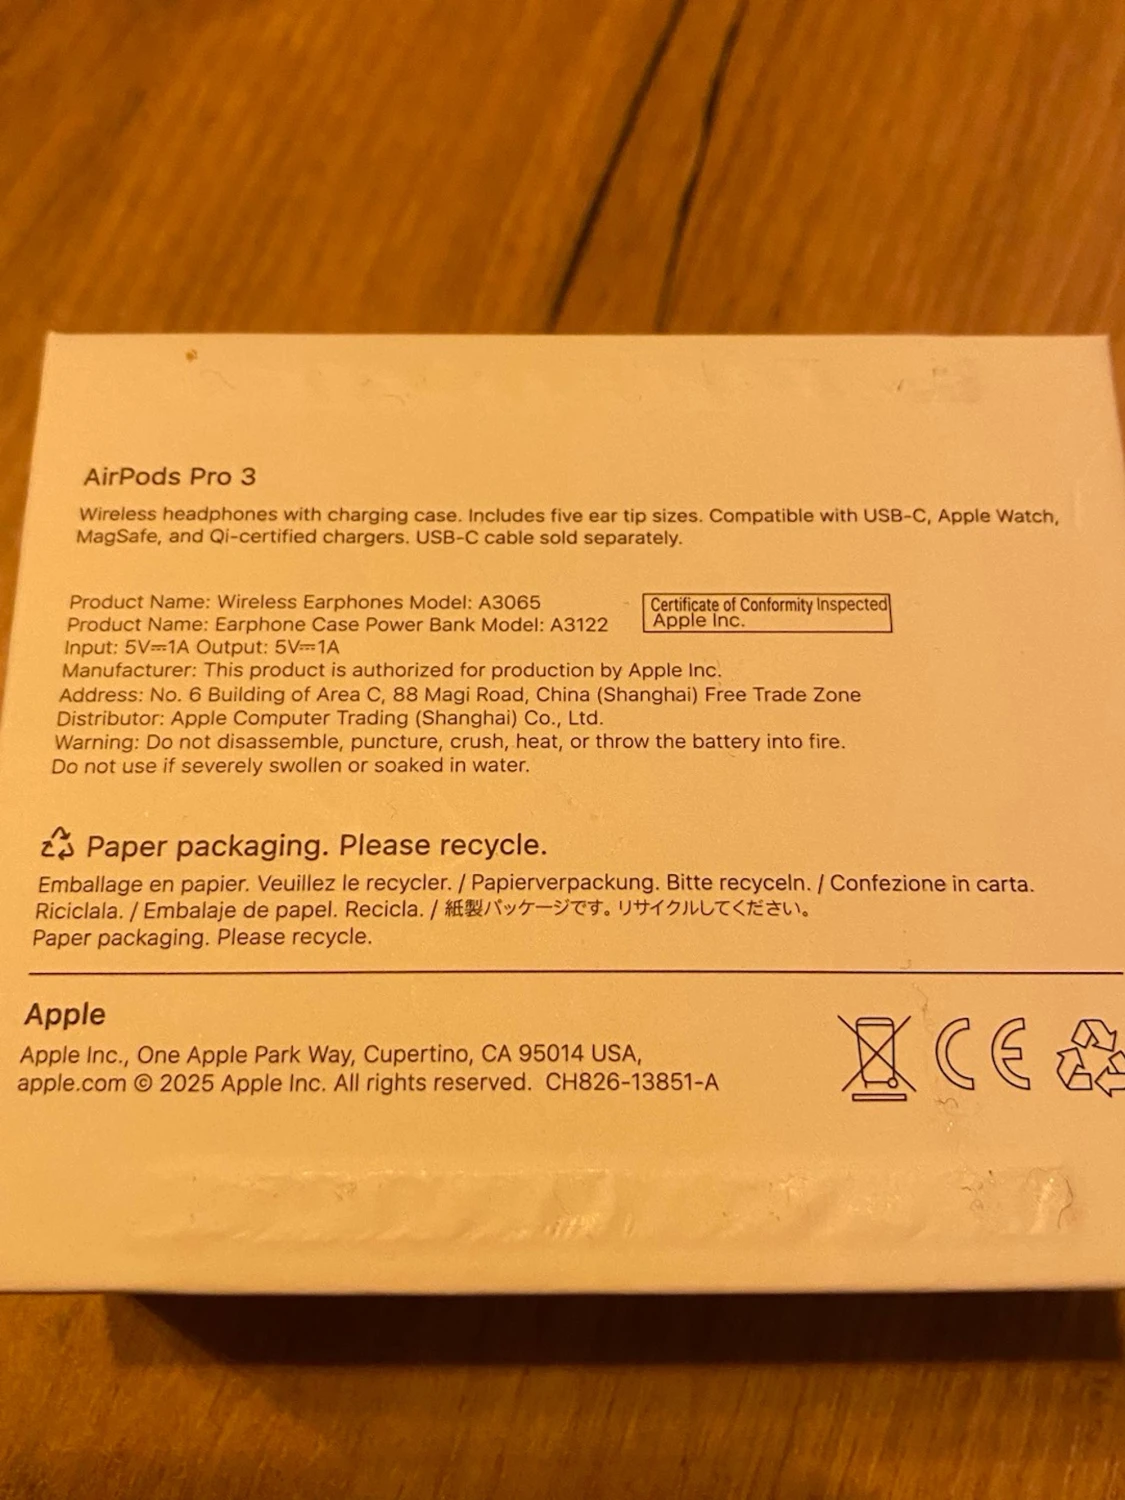 AirPods Pro 3
Wireless headphones with charging case. Includes five ear tip sizes. Compatible with USB-C, Apple Watch,
MagSafe, and Qi-certified chargers. USB-C cable sold separately.
Product Name: Wireless Earphones Model: A3065
Product Name: Earphone Case Power Bank Model: A3122
Input: 5V⎓1A Output: 5V⎓1A
Manufacturer: This product is authorized for production by Apple Inc.
Address: No. 6 Building of Area C, 88 Magi Road, China (Shanghai) Free Trade Zone
Distributor: Apple Computer Trading (Shanghai) Co., Ltd.
Warning: Do not disassemble, puncture, crush, heat, or throw the battery into fire.
Do not use if severely swollen or soaked in water.
Certificate of Conformity Inspected
Apple Inc.
Paper packaging. Please recycle.
Emballage en papier. Veuillez le recycler. / Papierverpackung. Bitte recyceln. / Confezione in carta.
Riciclala. / Embalaje de papel. Recicla. / 紙製パッケージです。リサイクルしてください。
Paper packaging. Please recycle.
Apple
Apple Inc., One Apple Park Way, Cupertino, CA 95014 USA,
apple.com © 2025 Apple Inc. All rights reserved. CH826-13851-A
CE